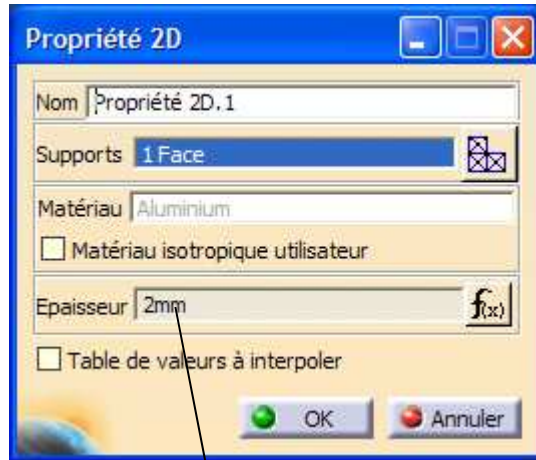 Propriété 2D
Nom Propriété 2D.1
Supports 1 Face
Matériau Aluminium
Matériau isotropique utilisateur
Epaisseur 2mm f(x)
Table de valeurs à interpoler
OK Annuler